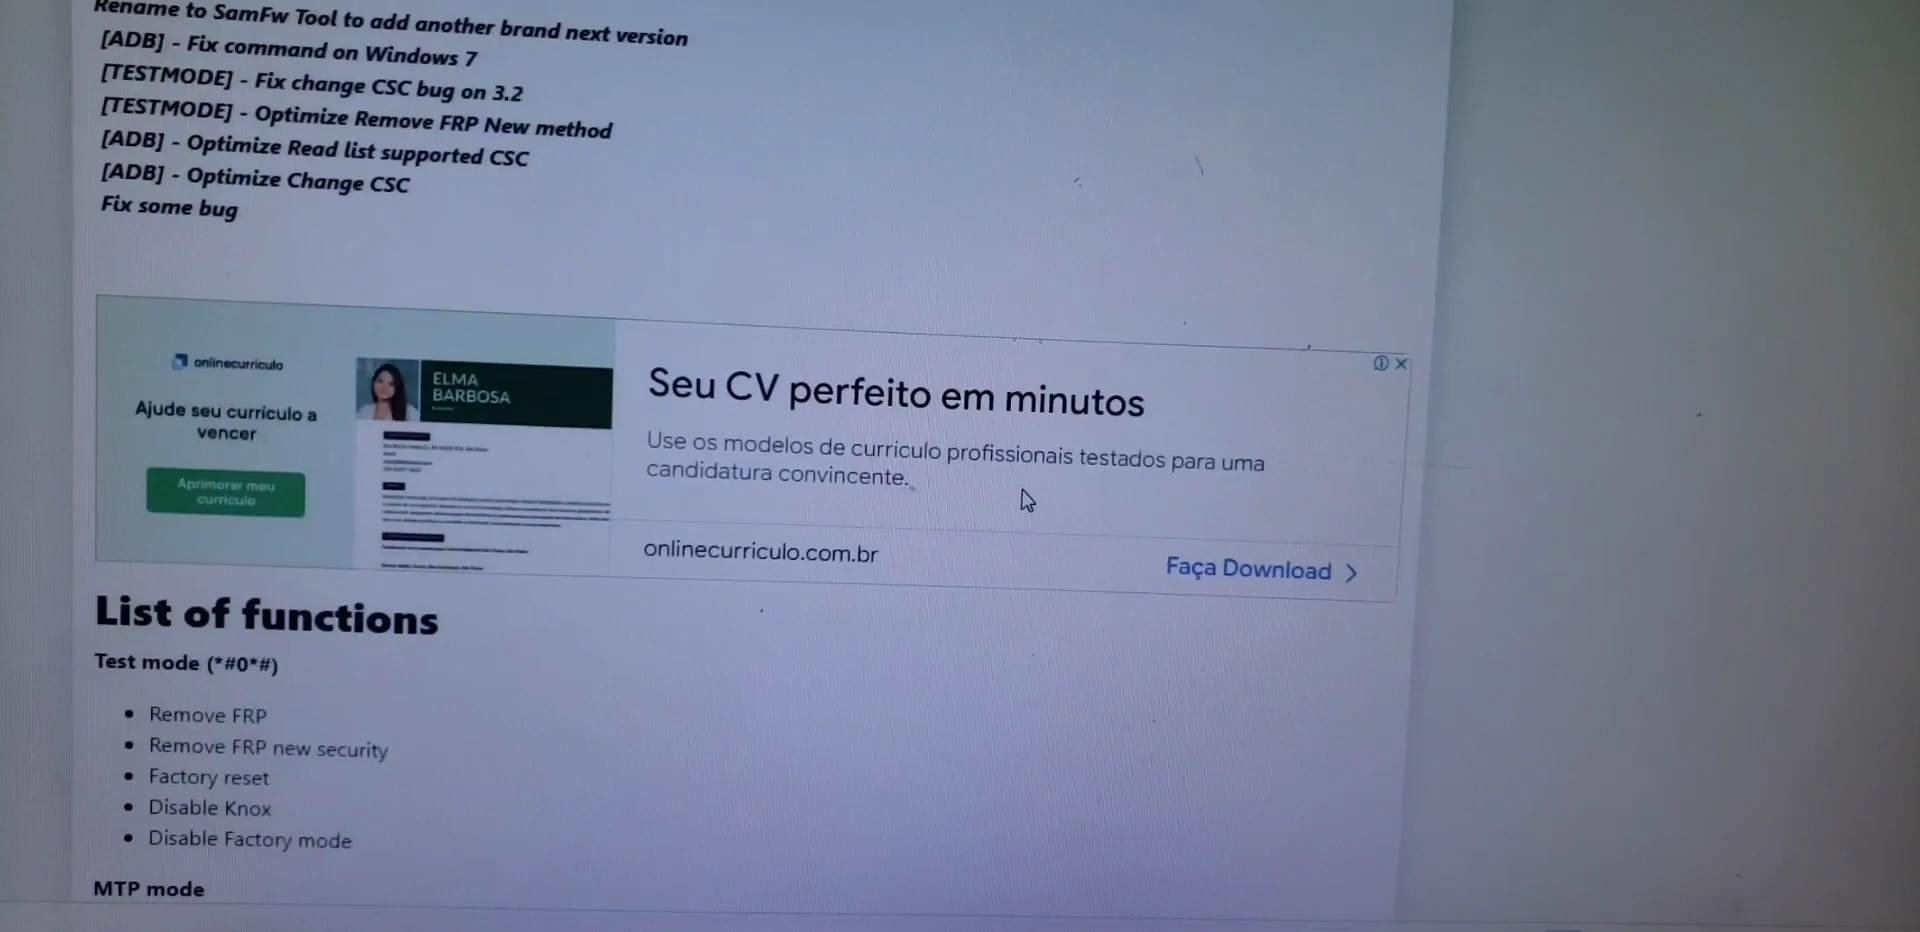 Rename to SamFw Tool to add another brand next version
[ADB] - Fix command on Windows 7
[TESTMODE] - Fix change CSC bug on 3.2
[TESTMODE] - Optimize Remove FRP New method
[ADB] - Optimize Read list supported CSC
[ADB] - Optimize Change CSC
Fix some bug
onlinecurriculo
Ajude seu currículo a
vencer
Aprimorar meu
currículo
ELMA
BARBOSA
Seu CV perfeito em minutos
Use os modelos de currículo profissionais testados para uma
candidatura convincente.
onlinecurriculo.com.br
Faça Download
List of functions
Test mode (*#0*#)
Remove FRP
Remove FRP new security
Factory reset
Disable Knox
Disable Factory mode
MTP mode